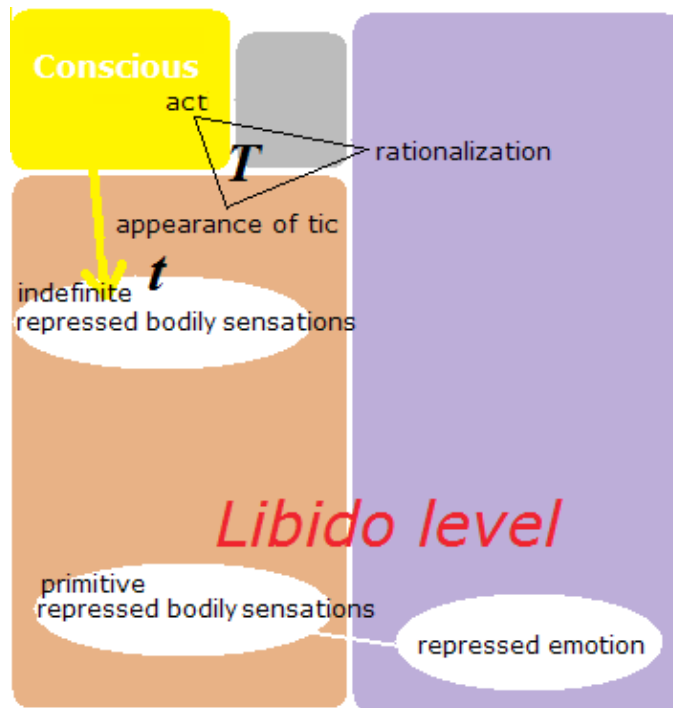 Conscious
act
T
rationalization
appearance of tic
t
indefinite
repressed bodily sensations
Libido level
primitive
repressed bodily sensations
repressed emotion